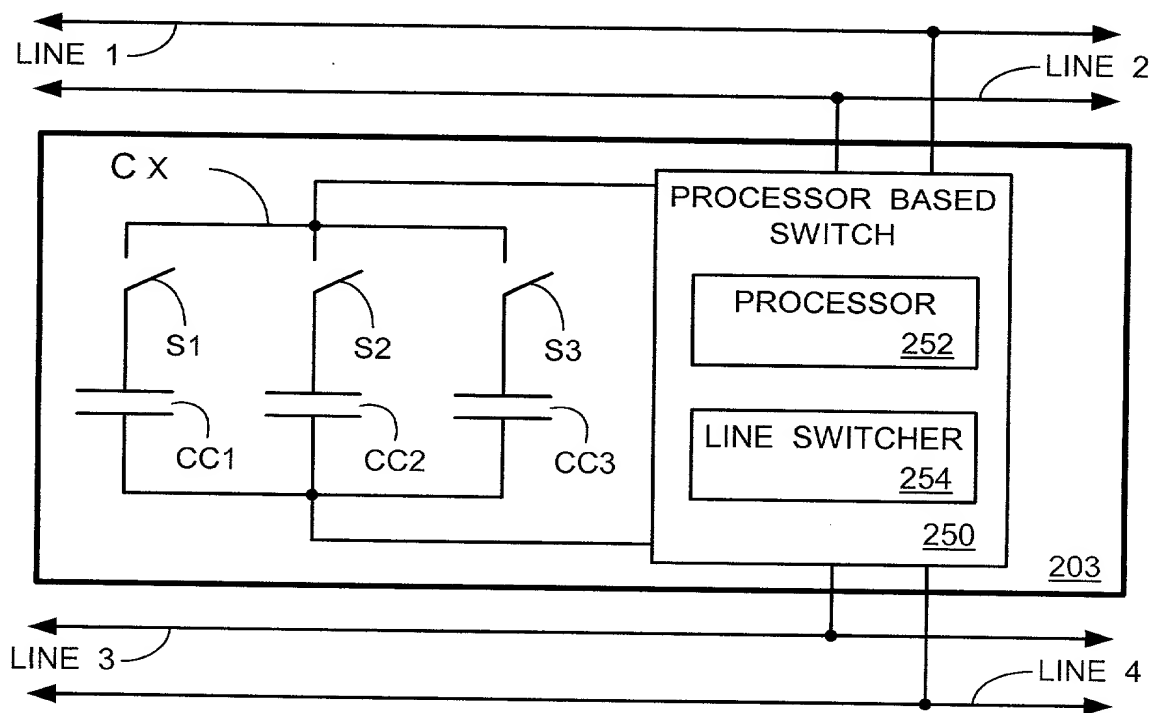 LINE 1
LINE 2
C X
PROCESSOR BASED
SWITCH
PROCESSOR
252
S1
S2
S3
LINE SWITCHER
254
CC1
CC2
CC3
250
203
LINE 3
LINE 4